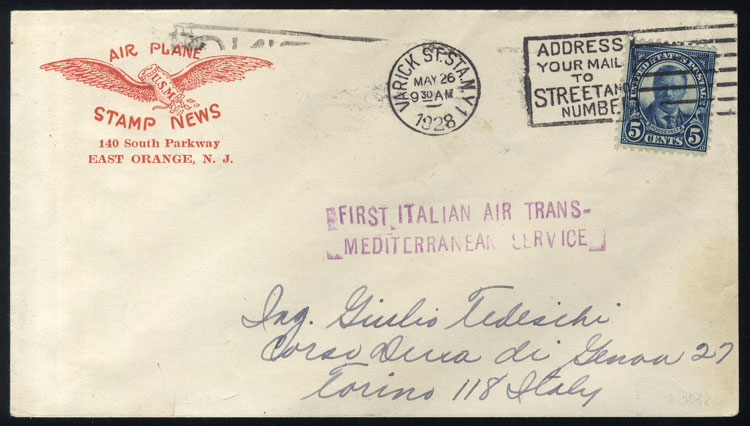 AIR PLANE
U.S.M.
STAMP NEWS
140 South Parkway
EAST ORANGE, N. J.
VARICK ST. STA. N.Y. 1
MAY 26
9 30 AM
1928
ADDRESS
YOUR MAIL
TO
STREET AND
NUMBE
UNITED STATES POSTAGE
ROOSEVELT
5 CENTS 5
FIRST ITALIAN AIR TRANS-
MEDITERRANEAN SERVICE
Ing. Giulio Tedeschi
Corso Duca di Genova 27
Torino 118 Italy